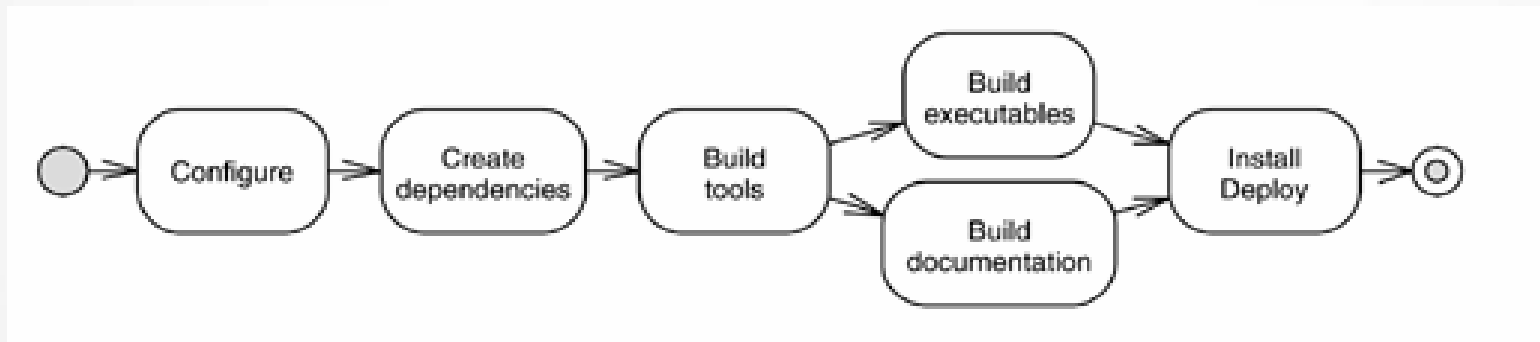 Configure
Create
dependencies
Build
tools
Build
executables
Build
documentation
Install
Deploy